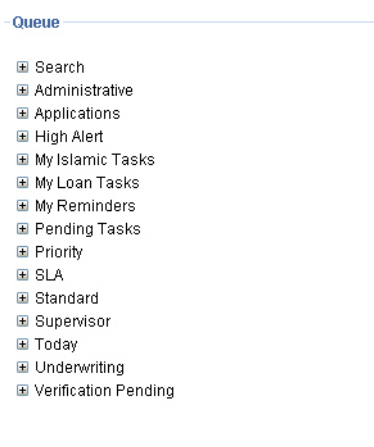 Queue
Search
Administrative
Applications
High Alert
My Islamic Tasks
My Loan Tasks
My Reminders
Pending Tasks
Priority
SLA
Standard
Supervisor
Today
Underwriting
Verification Pending